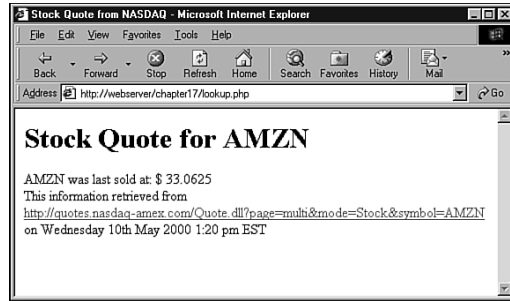 Stock Quote from NASDAQ - Microsoft Internet Explorer
File Edit View Favorites Tools Help
Back Forward Stop Refresh Home Search Favorites History Mail »
Address http://webserver/chapter17/lookup.php Go
Stock Quote for AMZN
AMZN was last sold at: $ 33.0625
This information retrieved from
http://quotes.nasdaq-amex.com/Quote.dll?page=multi&mode=Stock&symbol=AMZN
on Wednesday 10th May 2000 1:20 pm EST